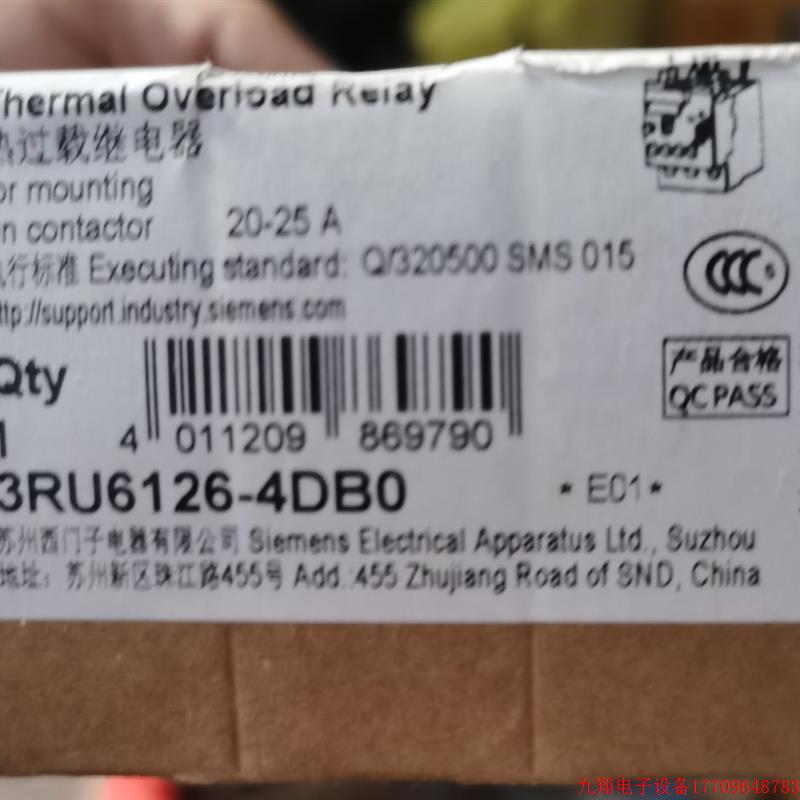 Thermal Overload Relay
热过载继电器
or mounting
on contactor 20-25 A
执行标准 Executing standard: Q/320500 SMS 015
http://support.industry.siemens.com
CCC S
Qty
1
产品合格
QC PASS
4 011209 869790
3RU6126-4DB0 * E01 *
苏州西门子电器有限公司 Siemens Electrical Apparatus Ltd., Suzhou
地址: 苏州新区珠江路455号 Add.:455 Zhujiang Road of SND, China
九翔电子设备17709648783